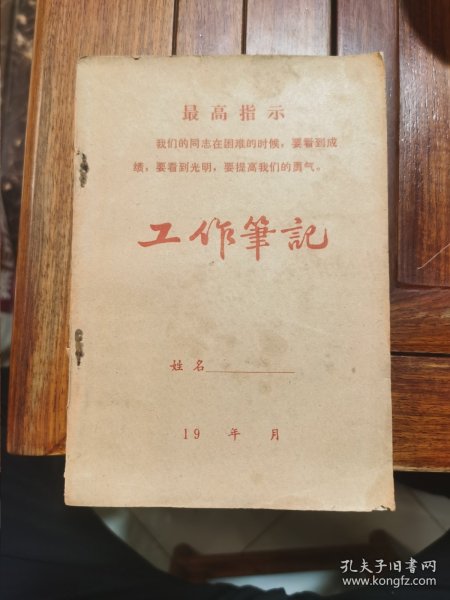 最高指示
我们的同志在困难的时候，要看到成
绩，要看到光明，要提高我们的勇气。
工作筆記
姓名
19 年 月
孔夫子旧书网
www.kongfz.com